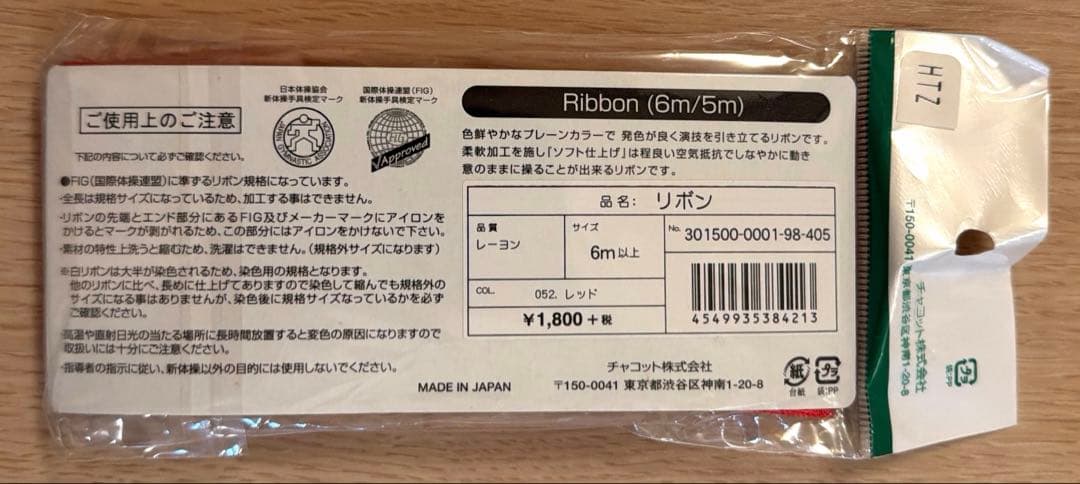 ご使用上のご注意
下記の内容について必ずご確認ください。
日本体操協会
新体操手具検定マーク
JAPAN GYMNASTIC ASSOCIATION
国際体操連盟(FIG)
新体操手具検定マーク
Approved
●FIG(国際体操連盟)に準ずるリボン規格になっています。
・全長は規格サイズになっているため、加工する事はできません。
・リボンの先端とエンド部分にあるFIG及びメーカーマークにアイロンを
かけるとマークが剥がれるため、この部分にはアイロンをかけないで下さい。
・素材の特性上洗うと縮むため、洗濯はできません。(規格外サイズになります)
※白リボンは大半が染色されるため、染色用の規格となります。
他のリボンに比べ、長めに仕上げてありますので染色して縮んでも規格外の
サイズになる事はありませんが、染色後に規格サイズなっているかを必ず
ご確認ください。
・高温や直射日光の当たる場所に長時間放置すると変色の原因になりますので
取扱いには十分にご注意ください。
・指導者の指示に従い、新体操以外の目的には使用しないでください。
MADE IN JAPAN
Ribbon (6m/5m)
色鮮やかなプレーンカラーで 発色が良く演技を引き立てるリボンです。
柔軟加工を施し「ソフト仕上げ」は程良い空気抵抗でしなやかに動き
意のままに操ることが出来るリボンです。
品名: リボン
品質
レーヨン
サイズ
6m以上
No. 301500-0001-98-405
COL. 052. レッド
¥1,800 +税
4549935384213
チャコット株式会社
〒150-0041 東京都渋谷区神南1-20-8
紙
台紙
プラ
袋:PP
HTZ
チャコット株式会社
〒150-0041 東京都渋谷区神南1-20-8
プラ
袋:PP